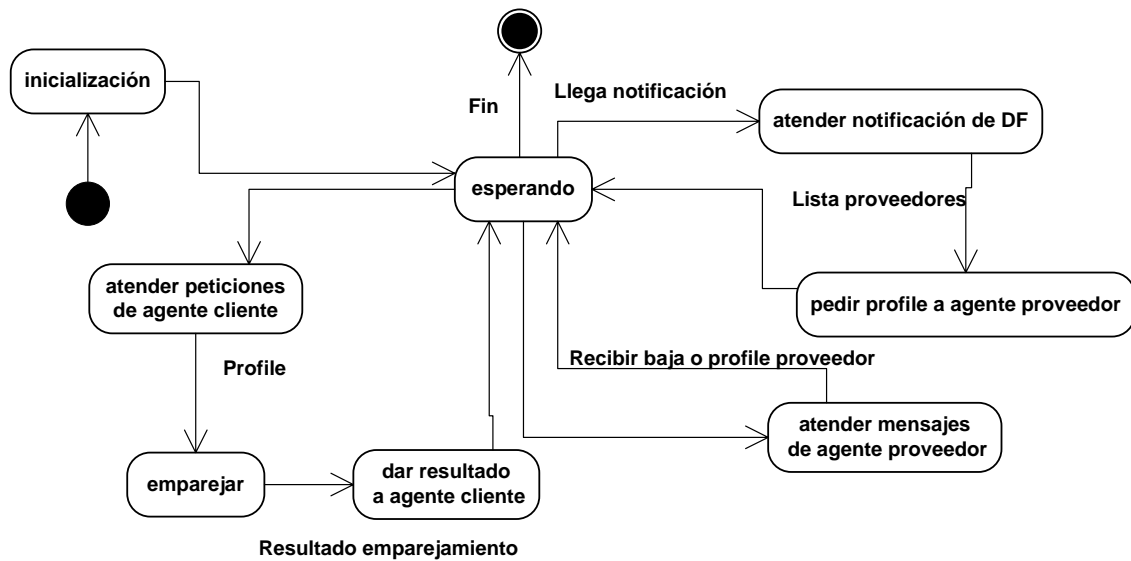 inicialización
Fin
Llega notificación
atender notificación de DF
esperando
Lista proveedores
atender peticiones
de agente cliente
pedir profile a agente proveedor
Profile
Recibir baja o profile proveedor
atender mensajes
de agente proveedor
emparejar
dar resultado
a agente cliente
Resultado emparejamiento